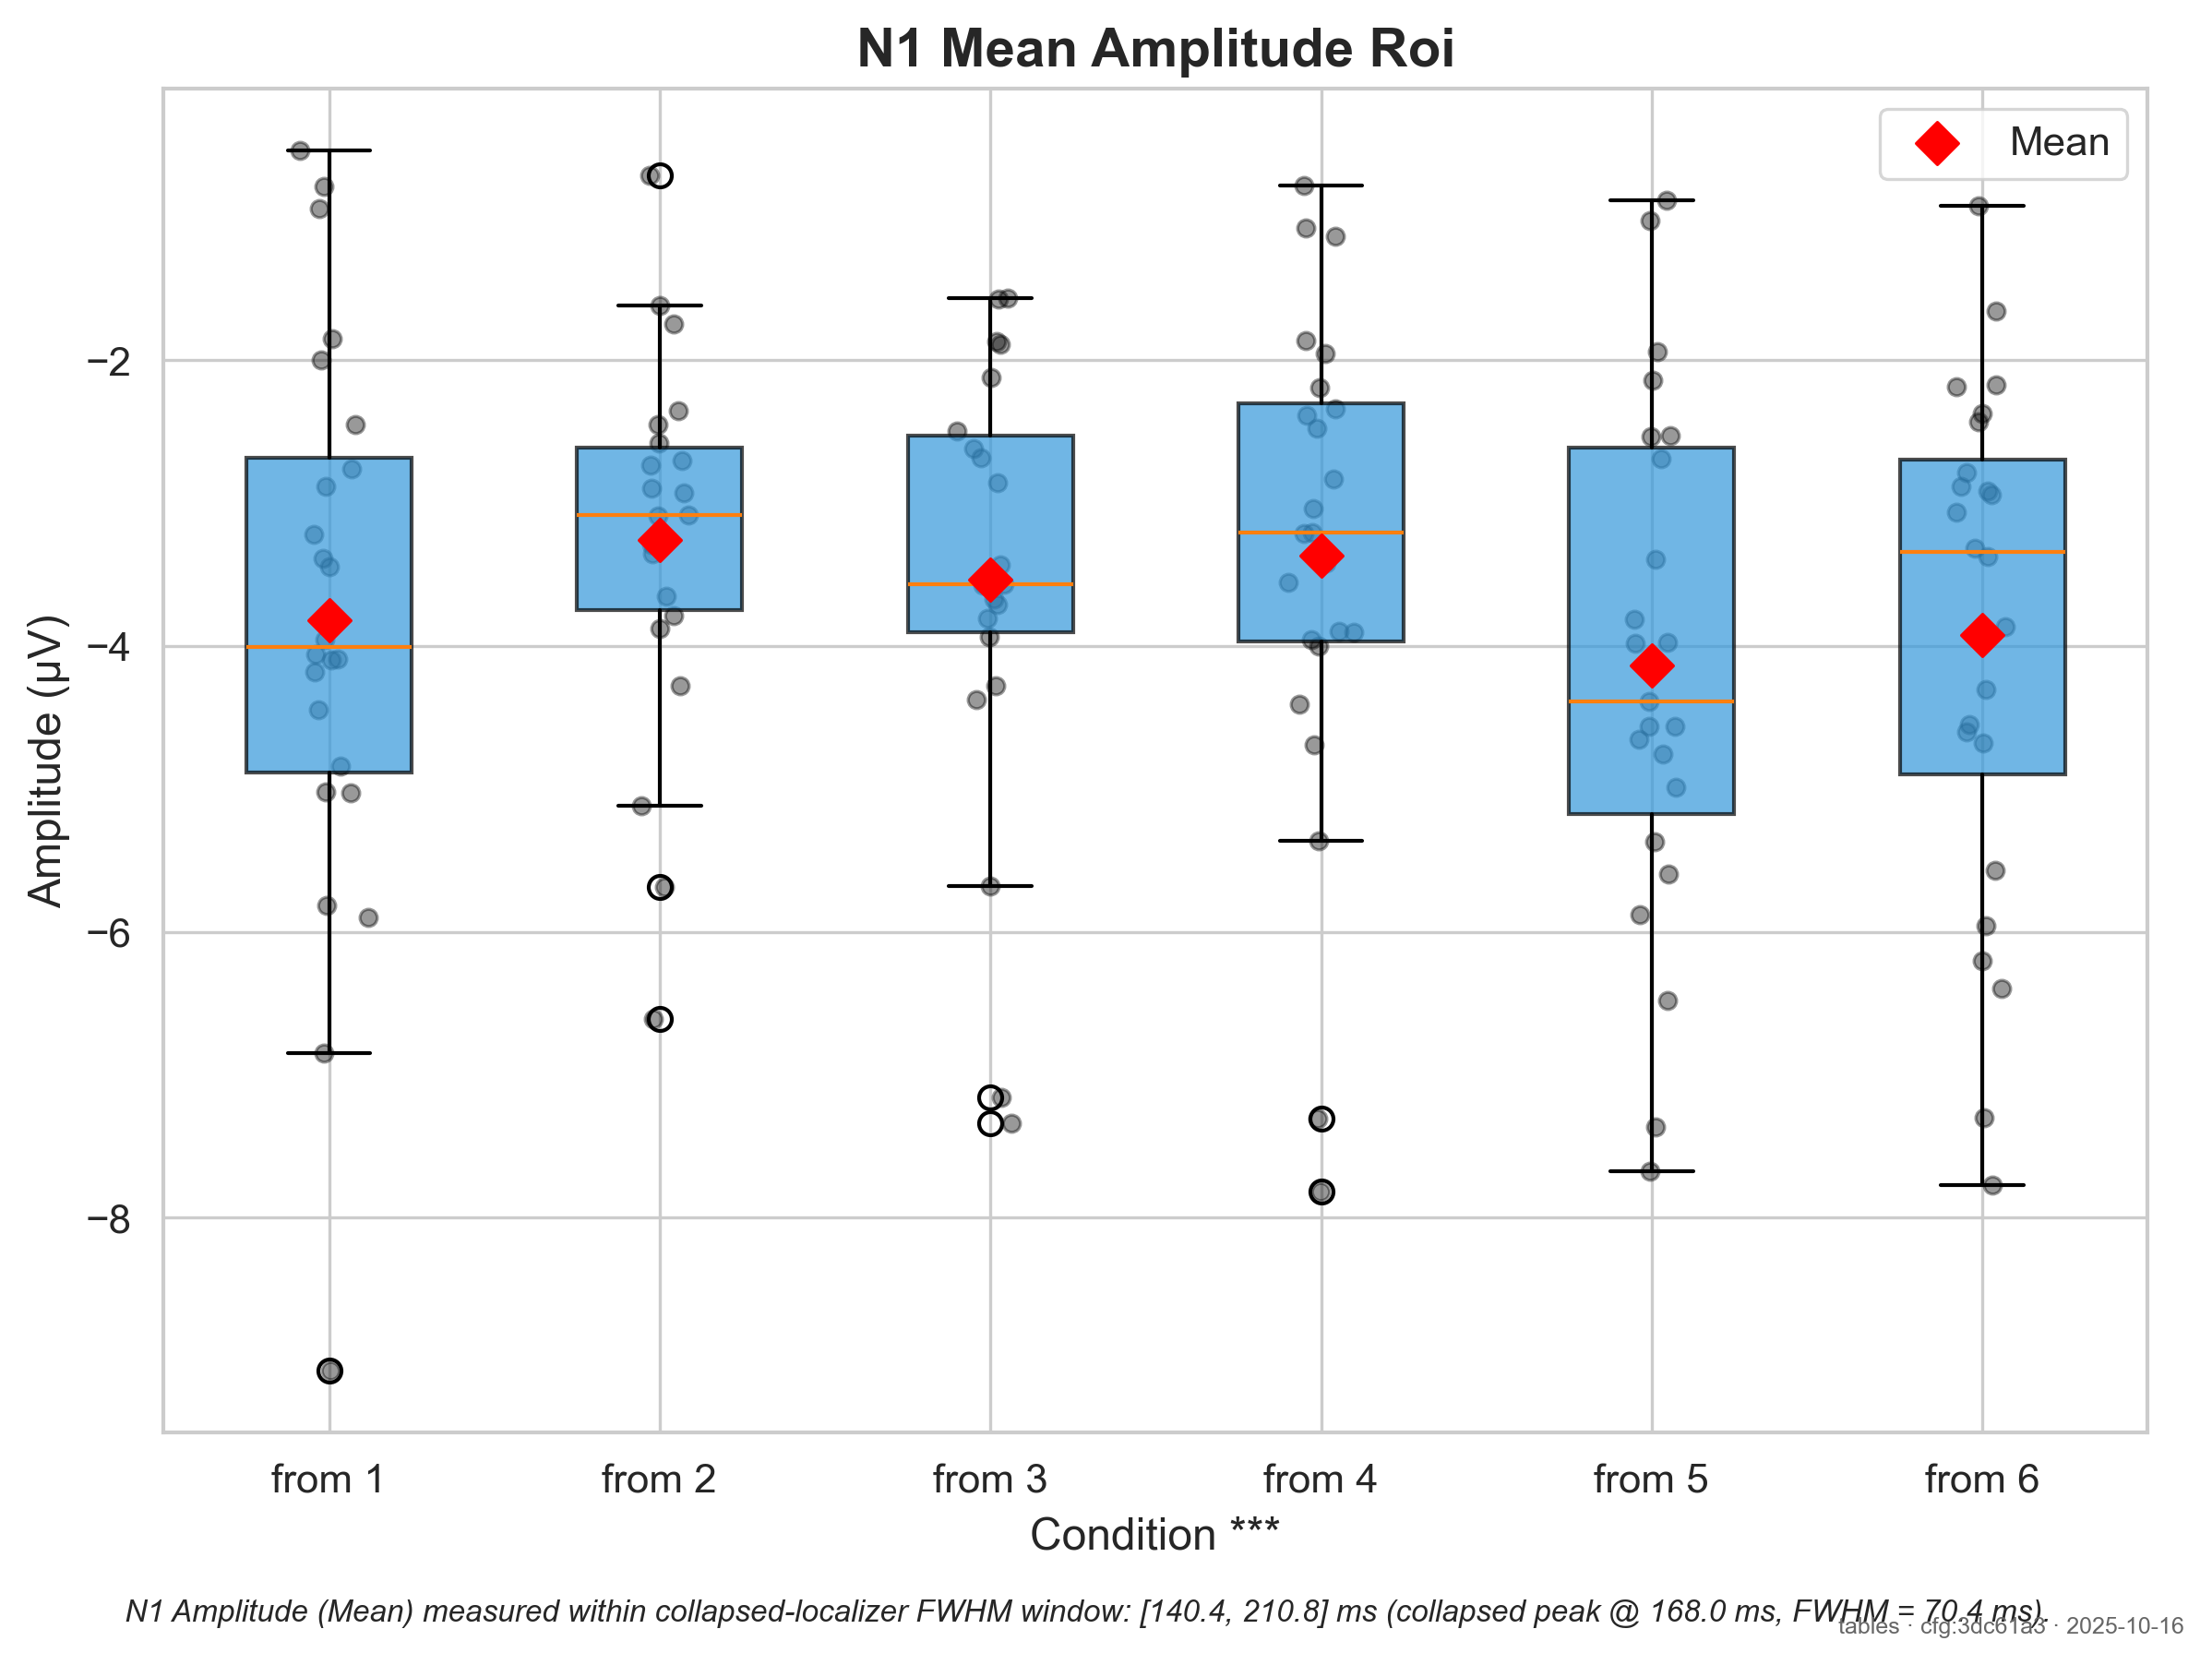 N1 Mean Amplitude Roi
Mean
Amplitude (µV)
−2
−4
−6
−8
from 1 from 2 from 3 from 4 from 5 from 6
Condition ***
N1 Amplitude (Mean) measured within collapsed-localizer FWHM window: [140.4, 210.8] ms (collapsed peak @ 168.0 ms, FWHM = 70.4 ms).
tables · cfg:3dc61a3 · 2025-10-16